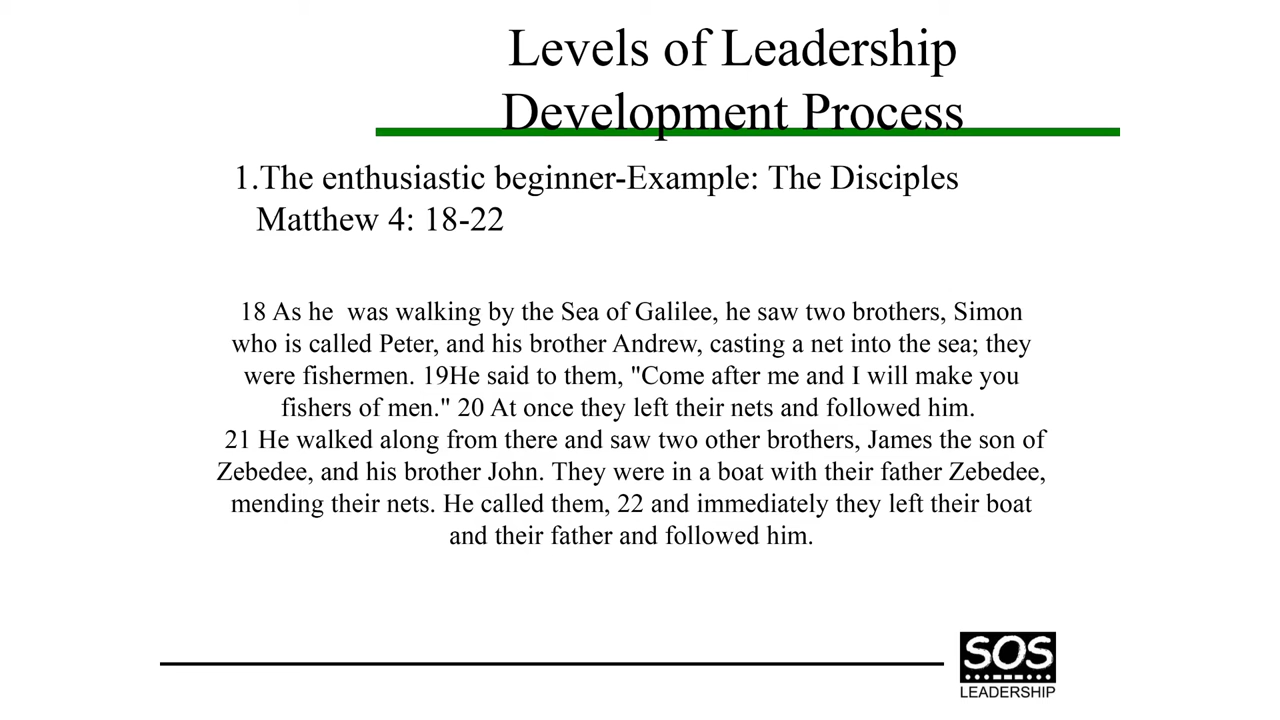 Levels of Leadership
Development Process
1.The enthusiastic beginner-Example: The Disciples
Matthew 4: 18-22
18 As he  was walking by the Sea of Galilee, he saw two brothers, Simon
who is called Peter, and his brother Andrew, casting a net into the sea; they
were fishermen. 19He said to them, "Come after me and I will make you
fishers of men." 20 At once they left their nets and followed him.
21 He walked along from there and saw two other brothers, James the son of
Zebedee, and his brother John. They were in a boat with their father Zebedee,
mending their nets. He called them, 22 and immediately they left their boat
and their father and followed him.
SOS
LEADERSHIP